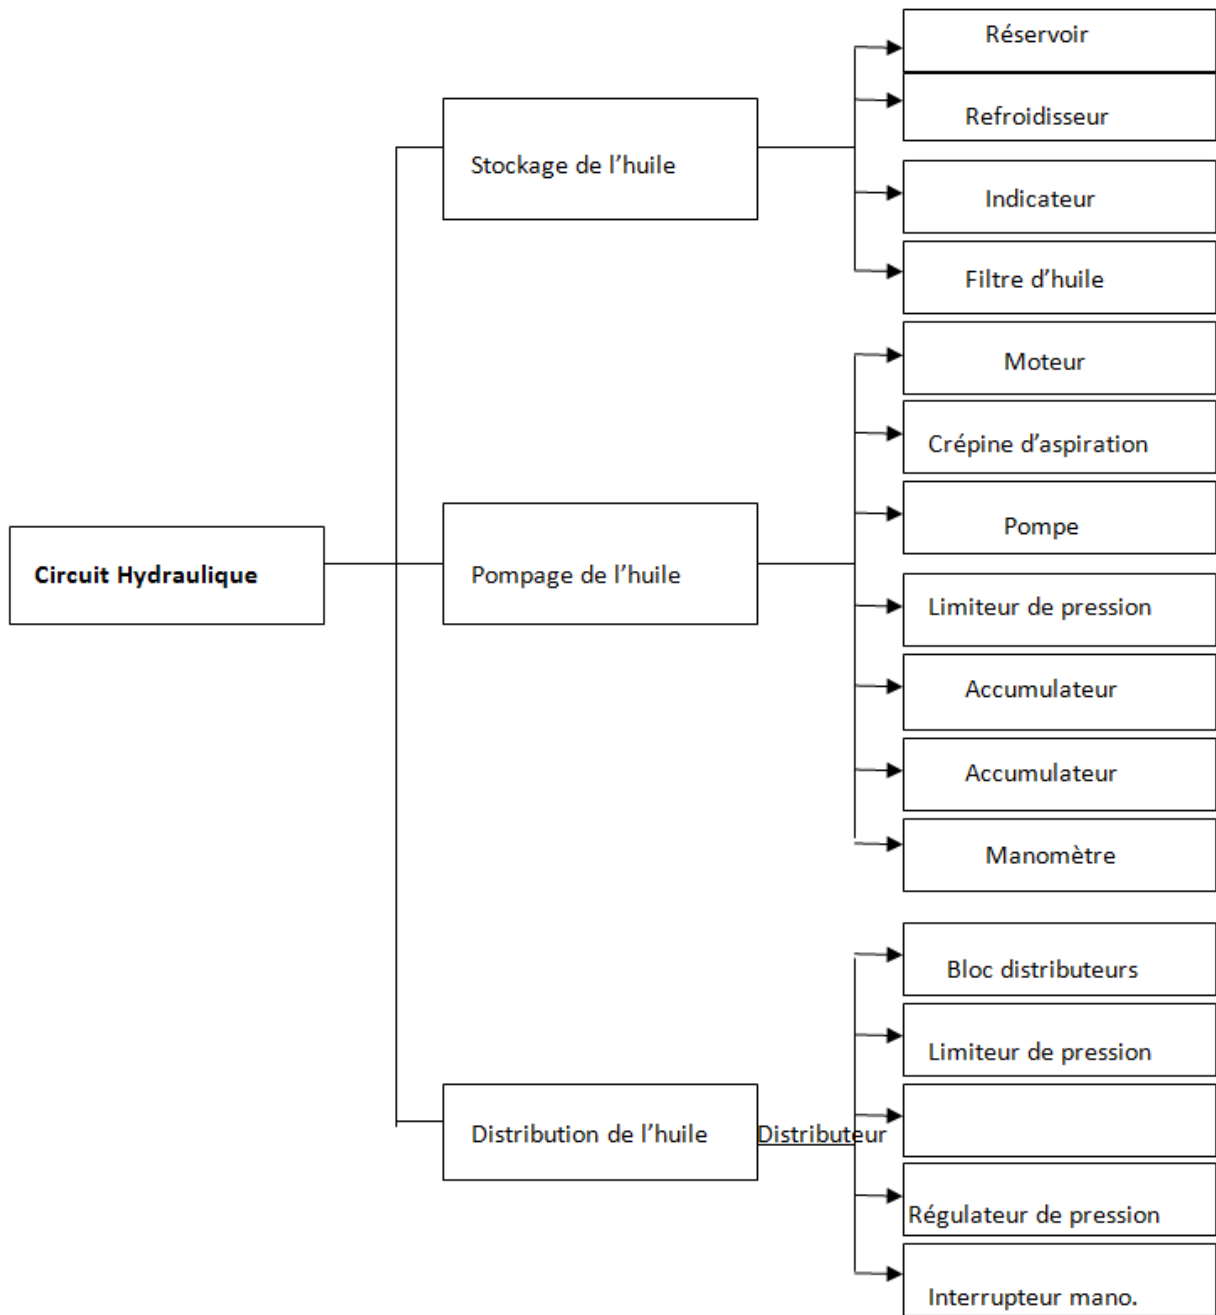 Réservoir
Refroidisseur
Stockage de l’huile
Indicateur
Filtre d’huile
Moteur
Crépine d’aspiration
Pompe
Circuit Hydraulique
Pompage de l’huile
Limiteur de pression
Accumulateur
Accumulateur
Manomètre
Bloc distributeurs
Limiteur de pression
Distribution de l’huile
Distributeur
Régulateur de pression
Interrupteur mano.